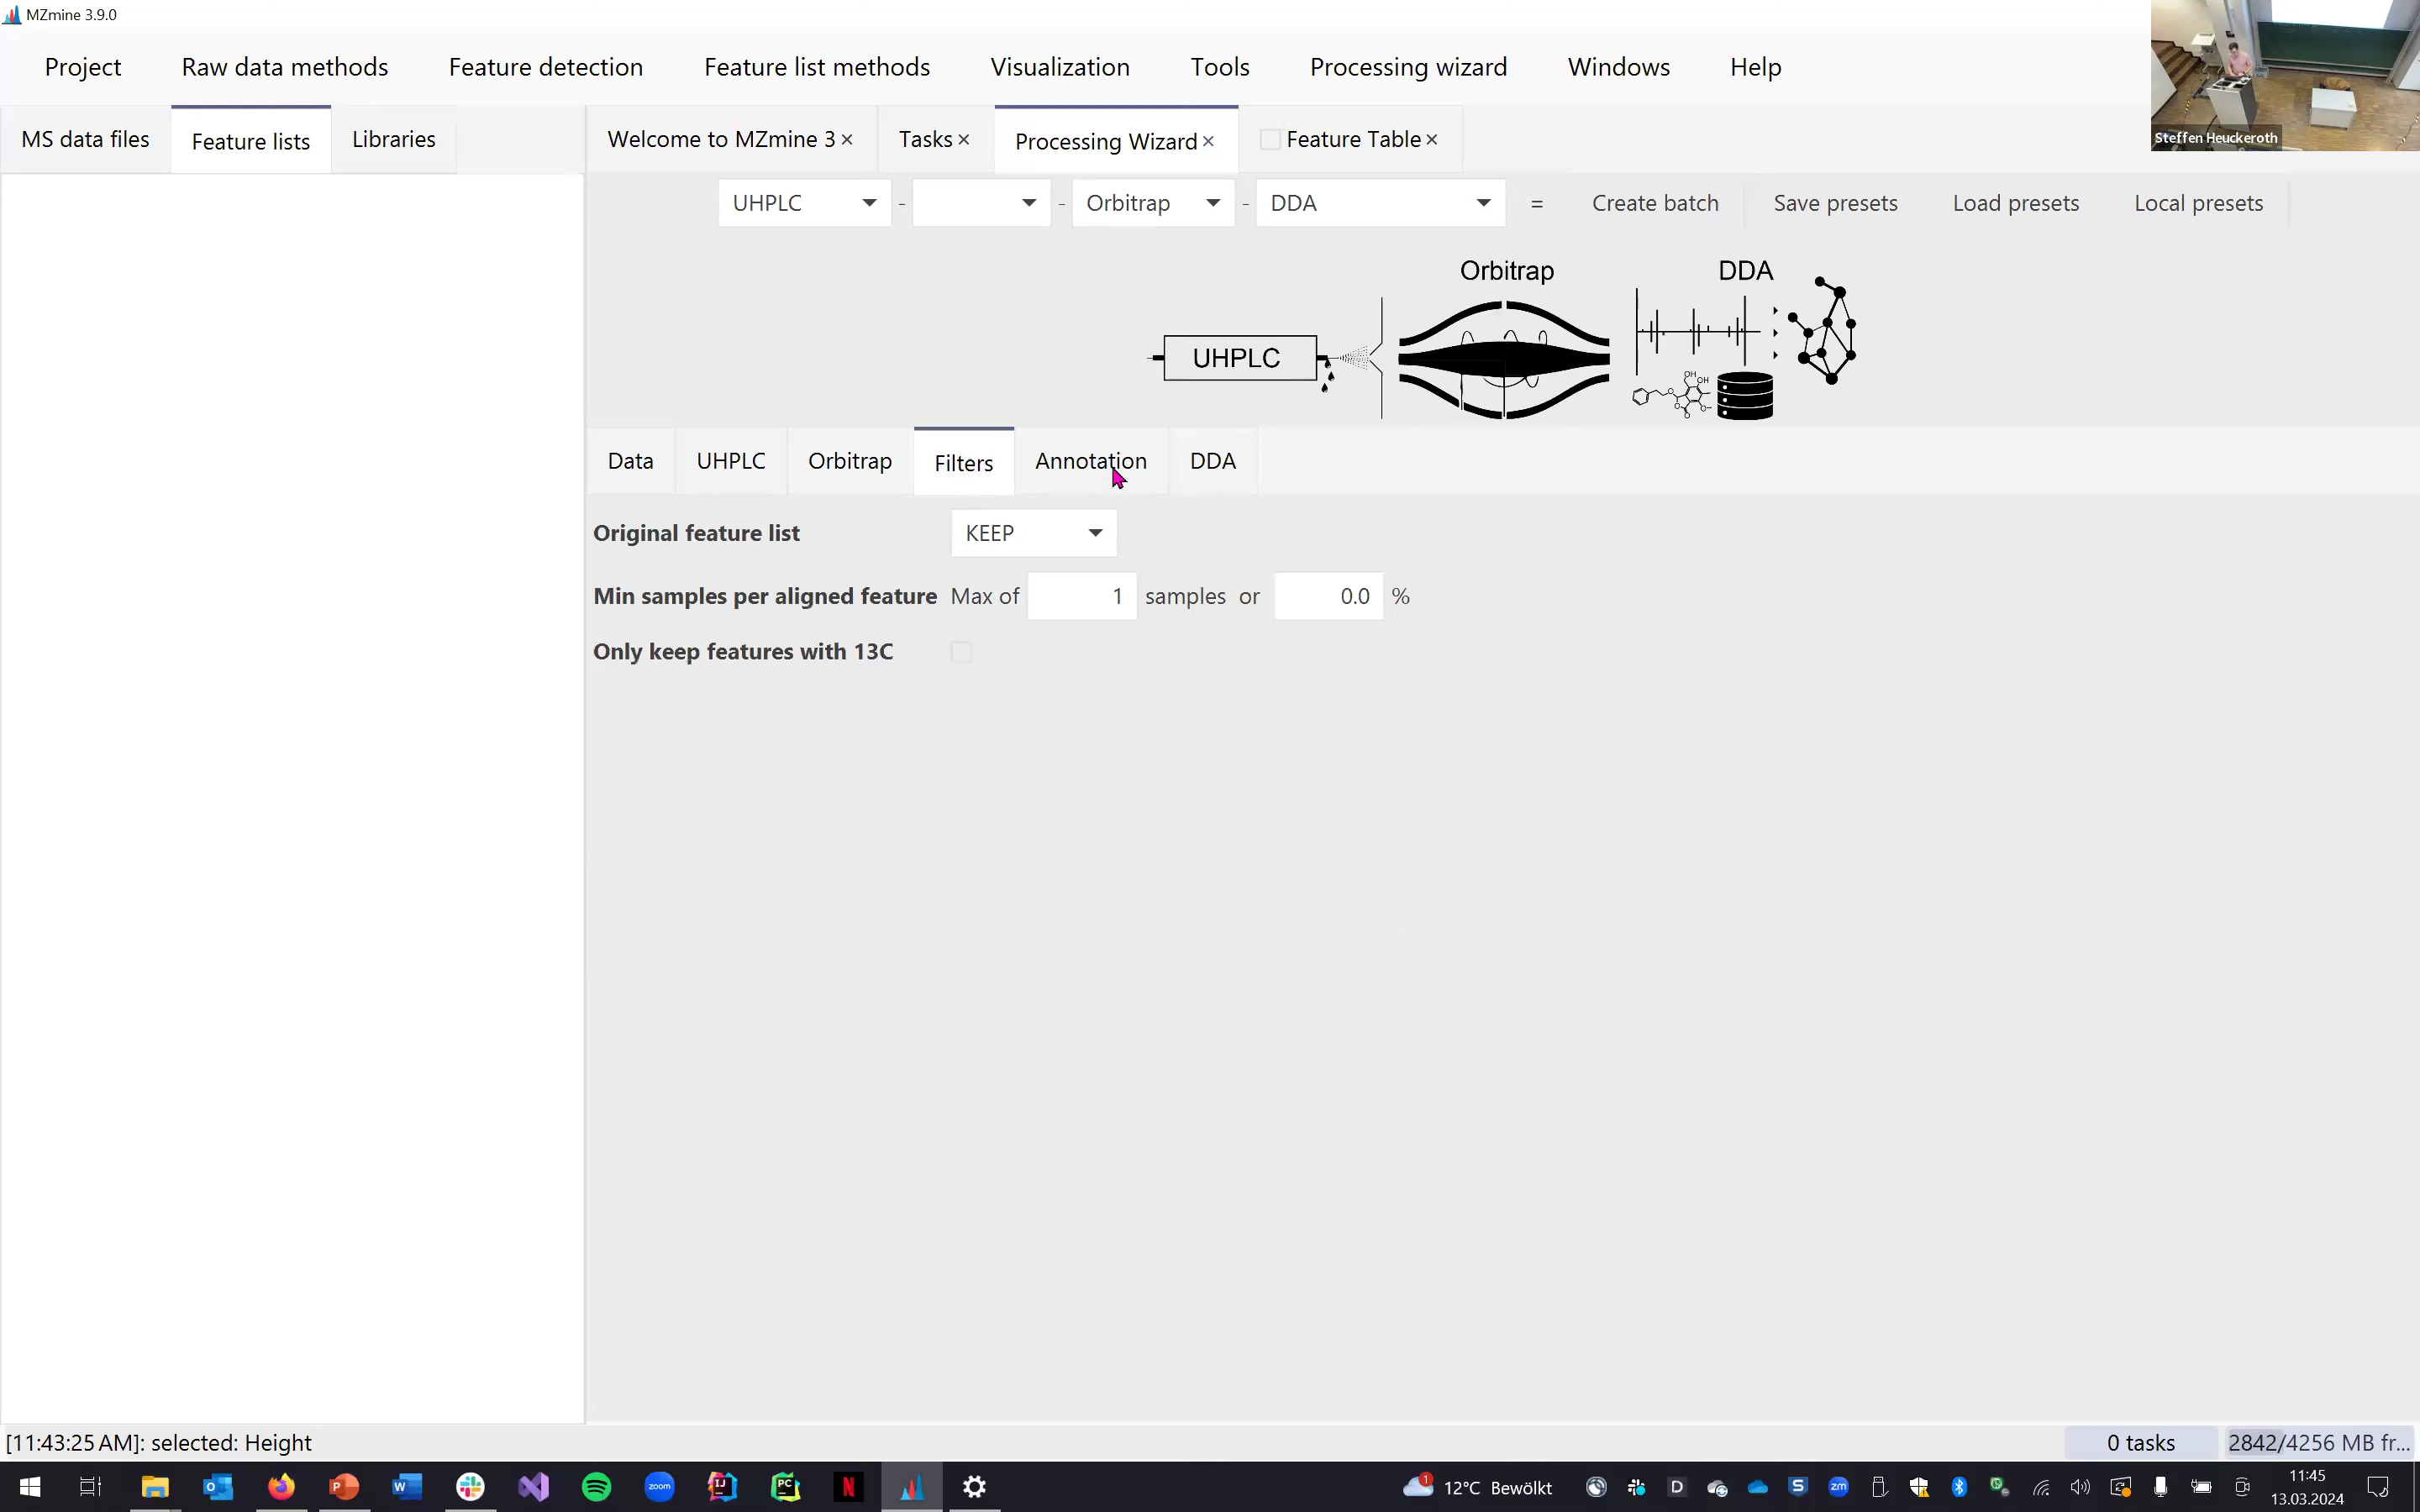 MZmine 3.9.0
Project Raw data methods Feature detection Feature list methods Visualization Tools Processing wizard Windows Help
Steffen Heuckeroth
MS data files Feature lists Libraries Welcome to MZmine 3 × Tasks × Processing Wizard × Feature Table ×
UHPLC - - Orbitrap - DDA = Create batch Save presets Load presets Local presets
Orbitrap DDA
UHPLC
OH
OH
Data UHPLC Orbitrap Filters Annotation DDA
Original feature list KEEP
Min samples per aligned feature Max of 1 samples or 0.0 %
Only keep features with 13C
[11:43:25 AM]: selected: Height 0 tasks 2842/4256 MB fr...
zoom 1 12°C Bewölkt D S zm 11:45
13.03.2024